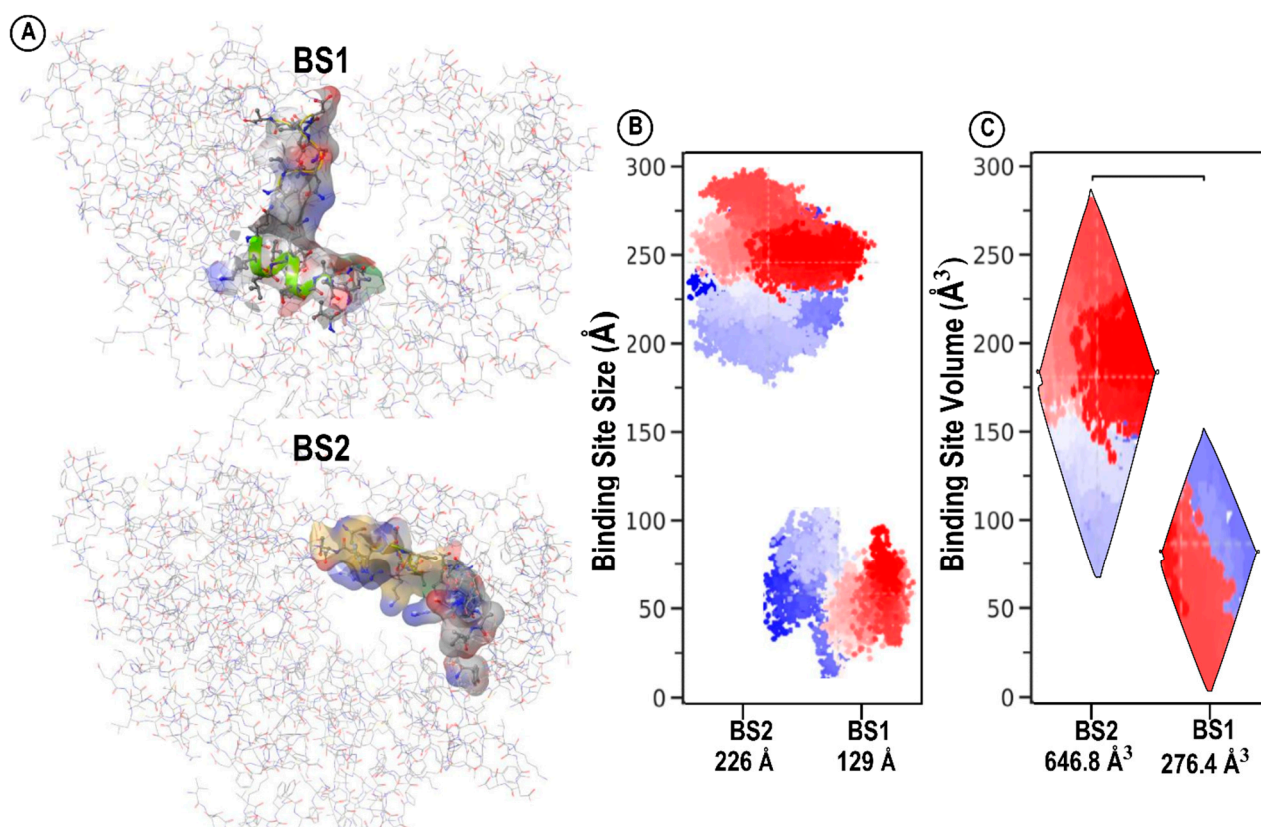 A
BS1
BS2
B
Binding Site Size (Å)
300
250
200
150
100
50
0
BS2
226 Å
BS1
129 Å
C
Binding Site Volume (Å³)
300
250
200
150
100
50
0
BS2
646.8 Å³
BS1
276.4 Å³